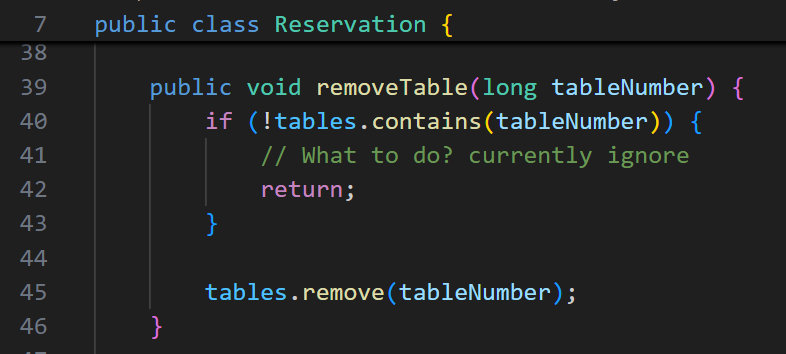 7 public class Reservation {
38
39 public void removeTable(long tableNumber) {
40 if (!tables.contains(tableNumber)) {
41 // What to do? currently ignore
42 return;
43 }
44
45 tables.remove(tableNumber);
46 }